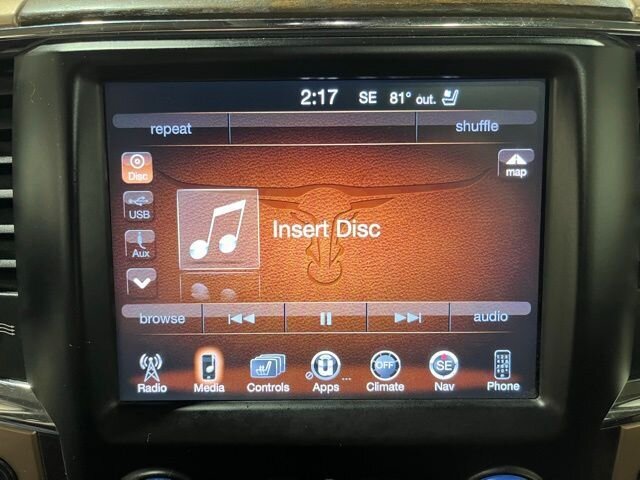 2:17 SE 81° out.
repeat shuffle
Disc
map
USB
Insert Disc
Aux
browse audio
OFF SE
Radio Media Controls Apps Climate Nav Phone